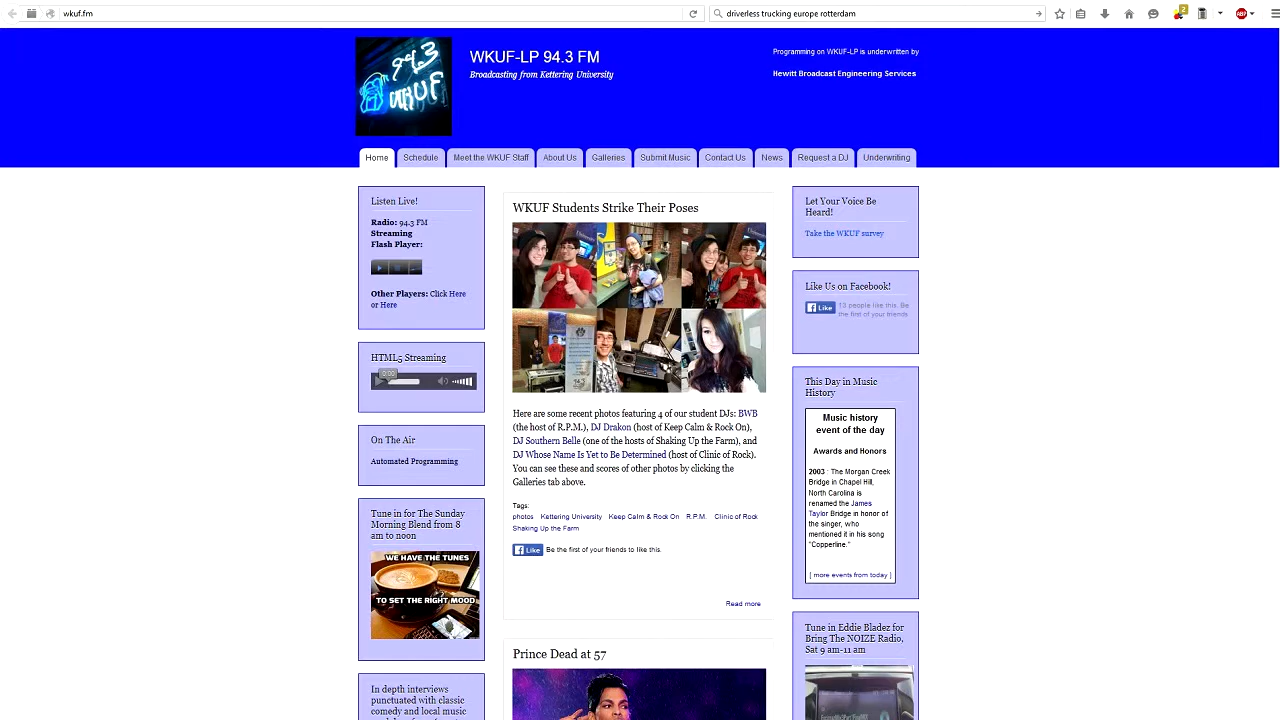 wkuf.fm
driverless trucking europe rotterdam
2
ABP
94.3
WKUF
WKUF-LP 94.3 FM
Broadcasting from Kettering University
Programming on WKUF-LP is underwritten by
Hewitt Broadcast Engineering Services
Home
Schedule
Meet the WKUF Staff
About Us
Galleries
Submit Music
Contact Us
News
Request a DJ
Underwriting
Listen Live!
Radio: 94.3 FM
Streaming
Flash Player:
Other Players: Click Here
or Here
HTML5 Streaming
0:00
On The Air
Automated Programming
Tune in for The Sunday
Morning Blend from 8
am to noon
WE HAVE THE TUNES
TO SET THE RIGHT MOOD
In depth interviews
punctuated with classic
comedy and local music
WKUF Students Strike Their Poses
Here are some recent photos featuring 4 of our student DJs: BWB
(the host of R.P.M.), DJ Drakon (host of Keep Calm & Rock On),
DJ Southern Belle (one of the hosts of Shaking Up the Farm), and
DJ Whose Name Is Yet to Be Determined (host of Clinic of Rock).
You can see these and scores of other photos by clicking the
Galleries tab above.
Tags:
photos Kettering University Keep Calm & Rock On R.P.M. Clinic of Rock
Shaking Up the Farm
Like Be the first of your friends to like this.
Read more
Prince Dead at 57
Let Your Voice Be
Heard!
Take the WKUF survey
Like Us on Facebook!
Like 13 people like this. Be
the first of your friends
This Day in Music
History
Music history
event of the day
Awards and Honors
2003 : The Morgan Creek
Bridge in Chapel Hill,
North Carolina is
renamed the James
Taylor Bridge in honor of
the singer, who
mentioned it in his song
"Copperline."
[ more events from today ]
Tune in Eddie Bladez for
Bring The NOIZE Radio,
Sat 9 am-11 am